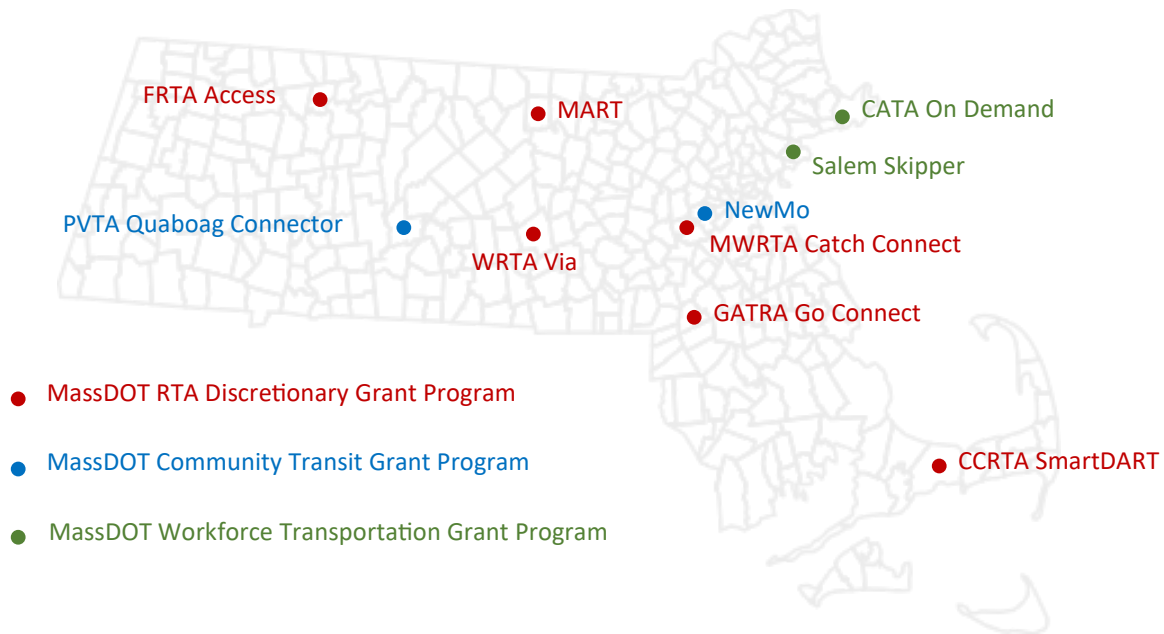 FRTA Access
MART
CATA On Demand
Salem Skipper
PVTA Quaboag Connector
NewMo
MWRTA Catch Connect
WRTA Via
GATRA Go Connect
MassDOT RTA Discretionary Grant Program
MassDOT Community Transit Grant Program
CCRTA SmartDART
MassDOT Workforce Transportation Grant Program